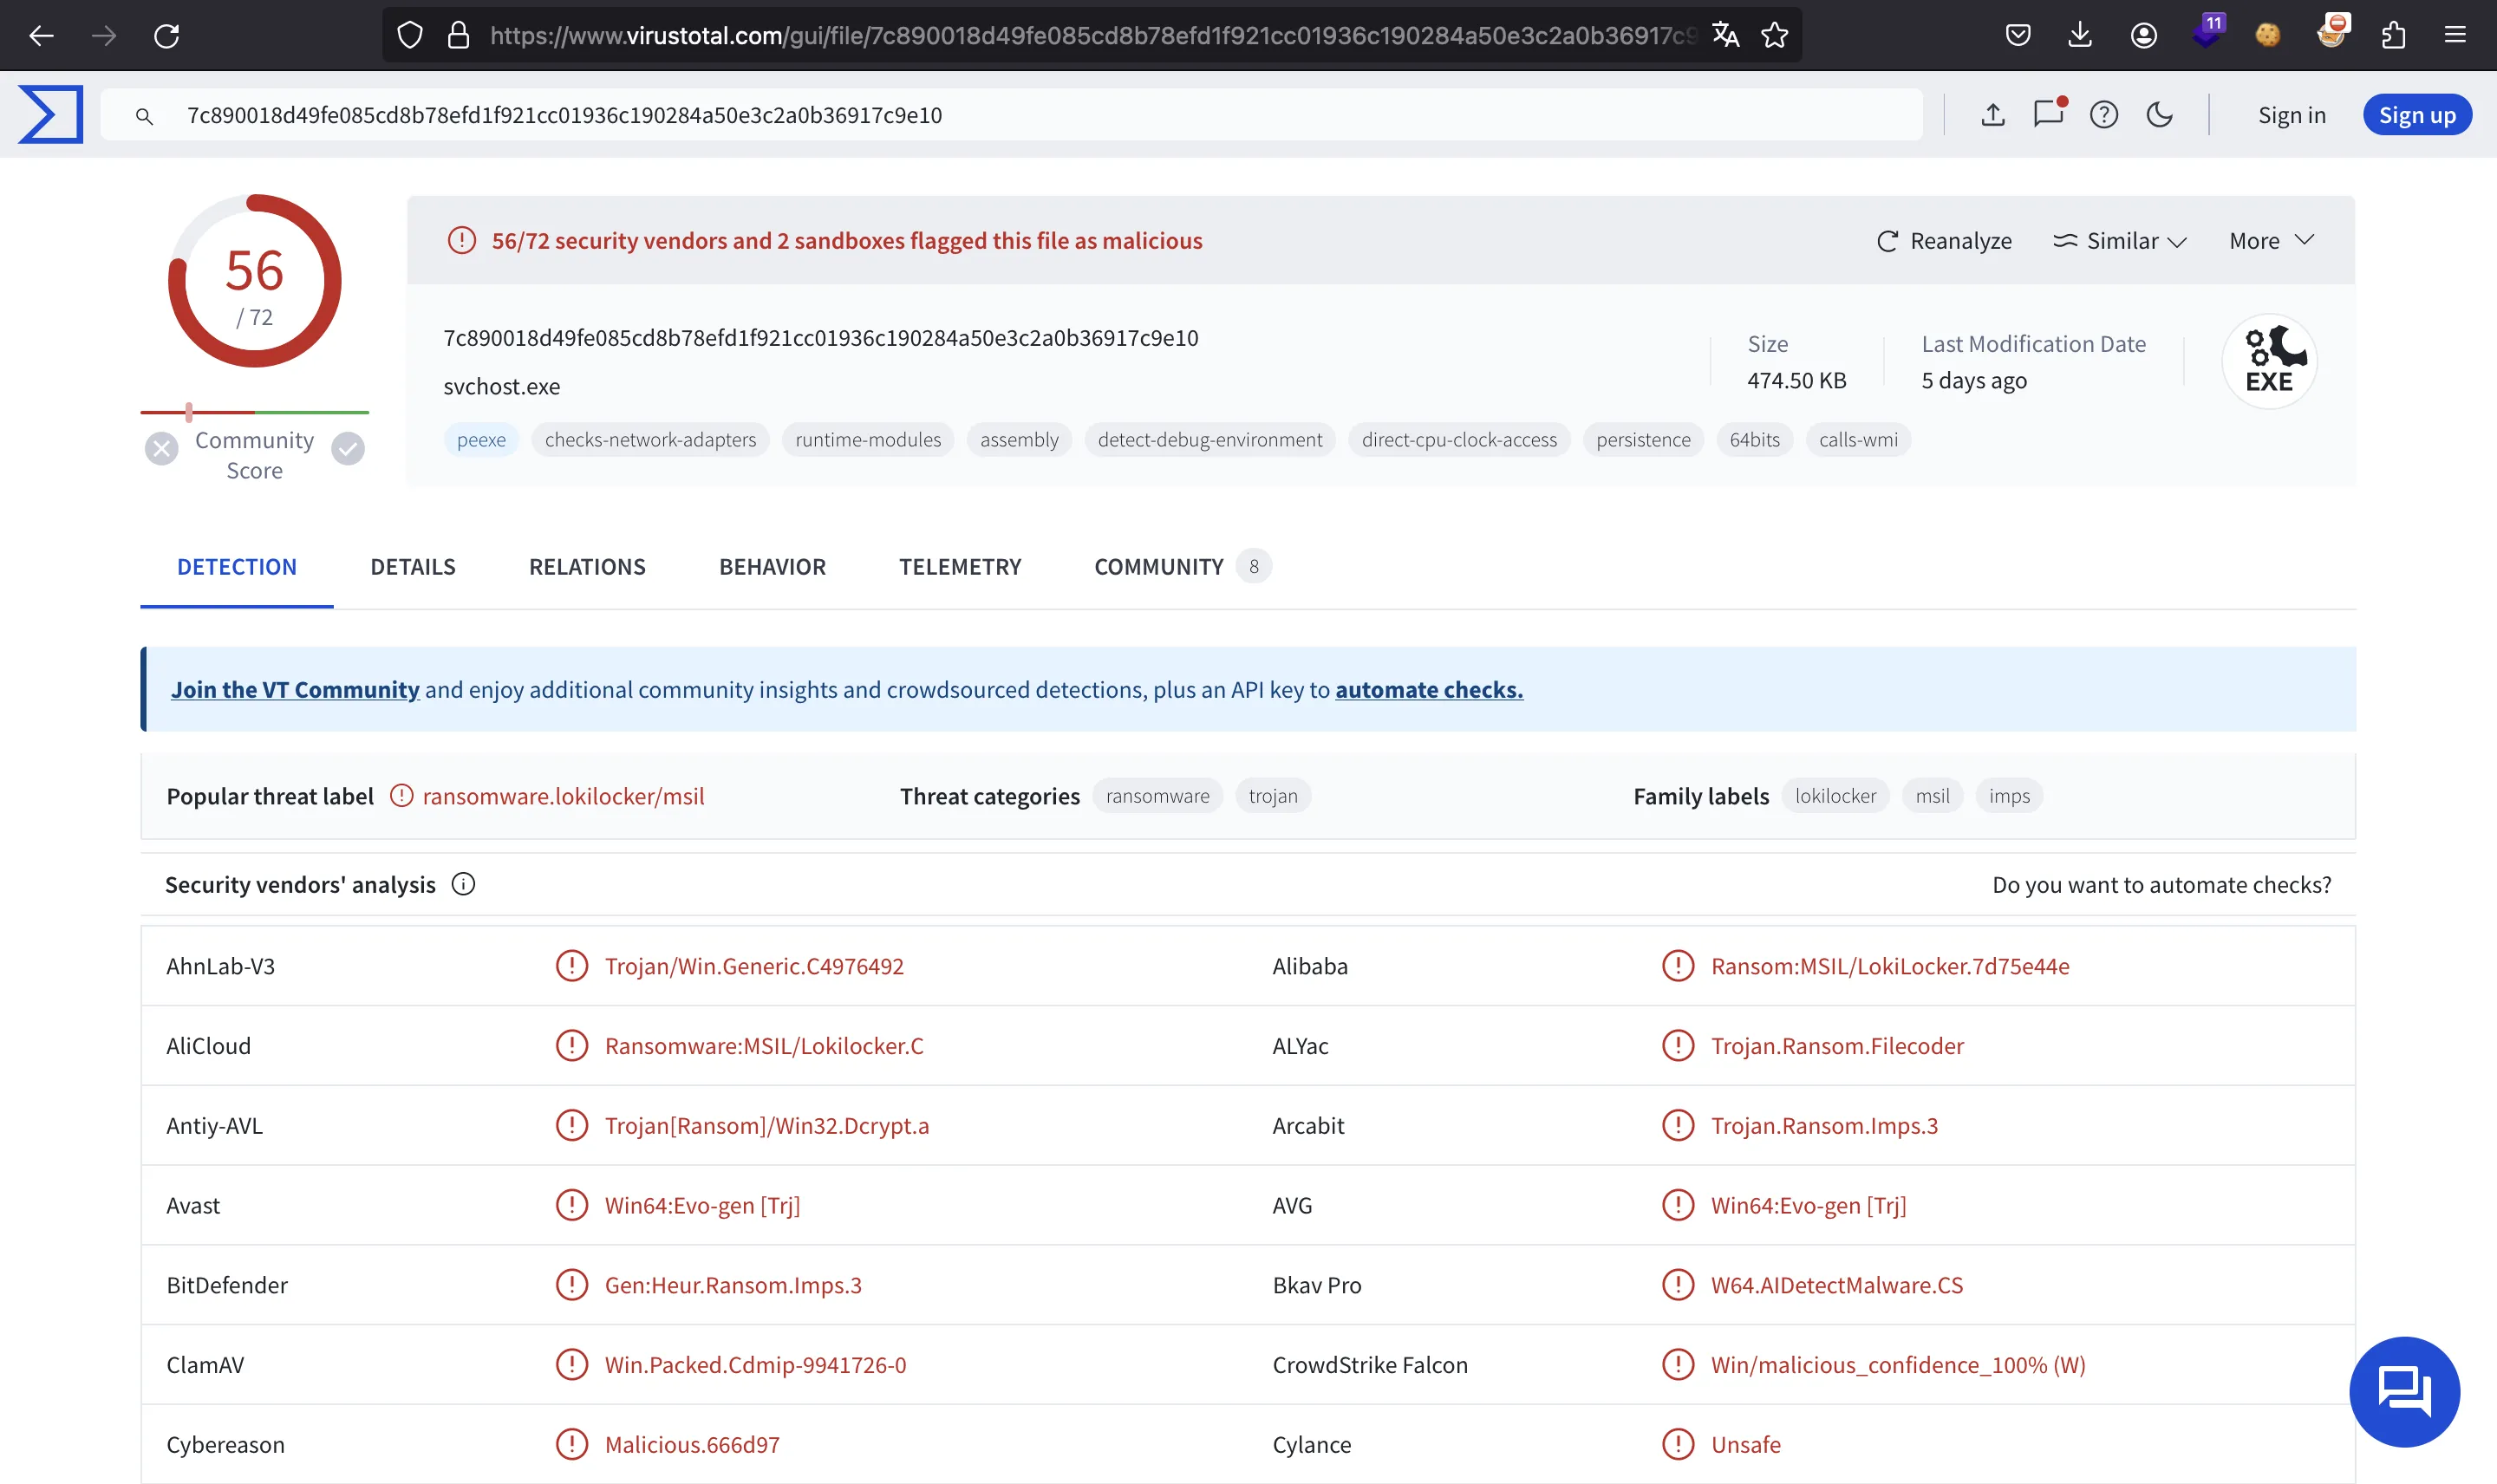 https://www.virustotal.com/gui/file/7c890018d49fe085cd8b78efd1f921cc01936c190284a50e3c2a0b36917c9
11
7c890018d49fe085cd8b78efd1f921cc01936c190284a50e3c2a0b36917c9e10
Sign in
Sign up
56
/ 72
Community
Score
56/72 security vendors and 2 sandboxes flagged this file as malicious
Reanalyze
Similar
More
7c890018d49fe085cd8b78efd1f921cc01936c190284a50e3c2a0b36917c9e10
svchost.exe
Size
474.50 KB
Last Modification Date
5 days ago
EXE
peexe
checks-network-adapters
runtime-modules
assembly
detect-debug-environment
direct-cpu-clock-access
persistence
64bits
calls-wmi
DETECTION
DETAILS
RELATIONS
BEHAVIOR
TELEMETRY
COMMUNITY 8
Join the VT Community and enjoy additional community insights and crowdsourced detections, plus an API key to automate checks.
Popular threat label ransomware.lokilocker/msil
Threat categories ransomware trojan
Family labels lokilocker msil imps
Security vendors' analysis
Do you want to automate checks?
AhnLab-V3 Trojan/Win.Generic.C4976492
Alibaba Ransom:MSIL/LokiLocker.7d75e44e
AliCloud Ransomware:MSIL/Lokilocker.C
ALYac Trojan.Ransom.Filecoder
Antiy-AVL Trojan[Ransom]/Win32.Dcrypt.a
Arcabit Trojan.Ransom.Imps.3
Avast Win64:Evo-gen [Trj]
AVG Win64:Evo-gen [Trj]
BitDefender Gen:Heur.Ransom.Imps.3
Bkav Pro W64.AIDetectMalware.CS
ClamAV Win.Packed.Cdmip-9941726-0
CrowdStrike Falcon Win/malicious_confidence_100% (W)
Cybereason Malicious.666d97
Cylance Unsafe